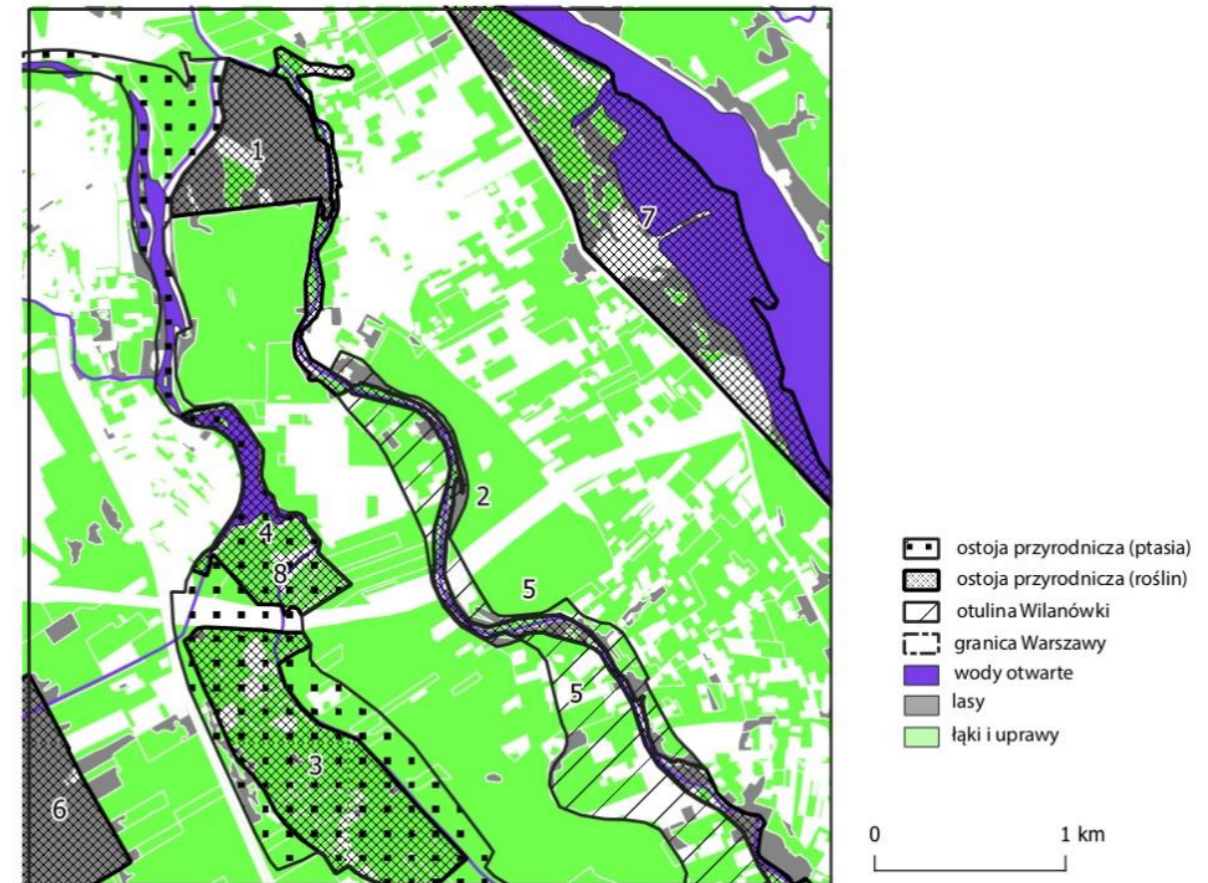 1
7
2
4
8
5
5
3
6
ostoja przyrodnicza (ptasia)
ostoja przyrodnicza (roślin)
otulina Wilanówki
granica Warszawy
wody otwarte
lasy
łąki i uprawy
0 1 km